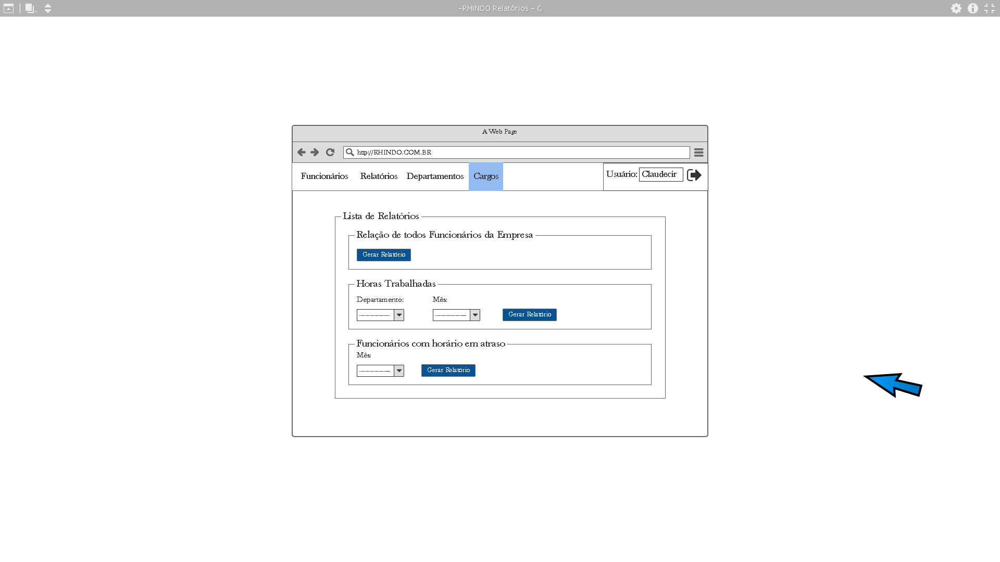 -RHINDO Relatórios - G
A Web Page
http://RHINDO.COM.BR
Funcionários Relatórios Departamentos Cargos Usuário: Claudecir
Lista de Relatórios
Relação de todos Funcionários da Empresa
Gerar Relatório
Horas Trabalhadas
Departamento: Mês:
Gerar Relatório
Funcionários com horário em atraso
Mês:
Gerar Relatório